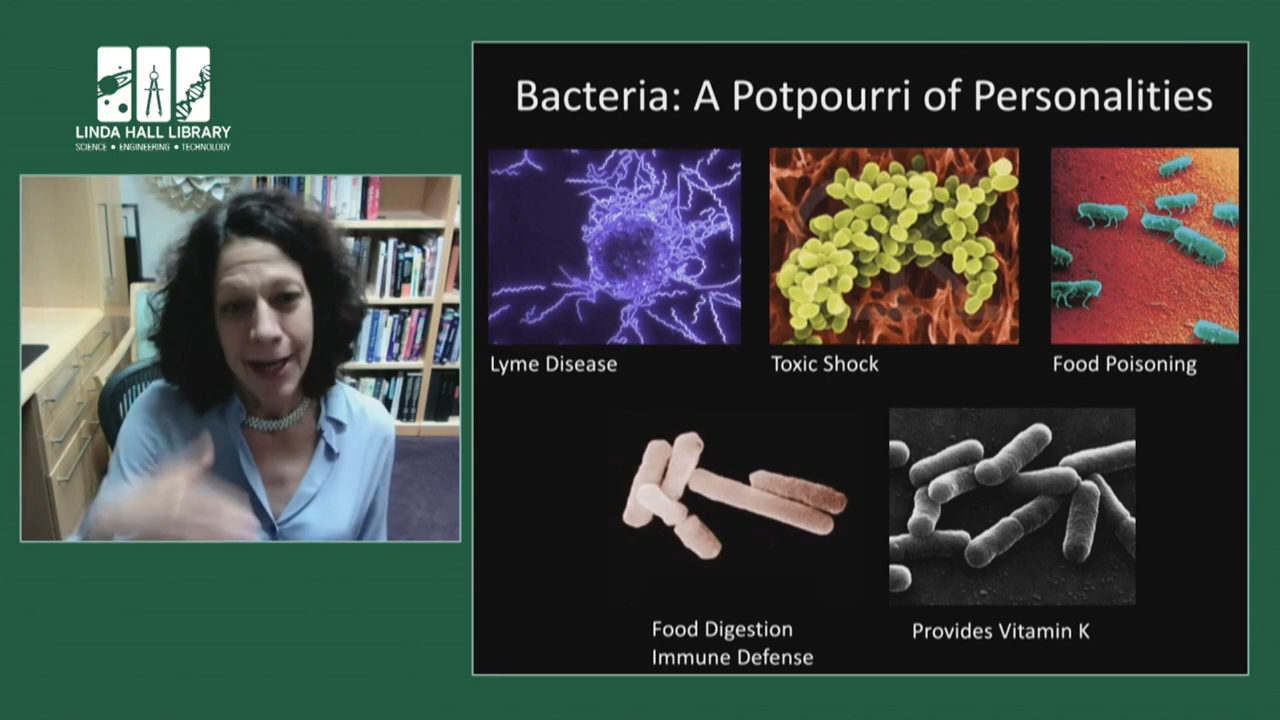 LINDA HALL LIBRARY
SCIENCE ● ENGINEERING ● TECHNOLOGY
Bacteria: A Potpourri of Personalities
Lyme Disease
Toxic Shock
Food Poisoning
Food Digestion
Immune Defense
Provides Vitamin K